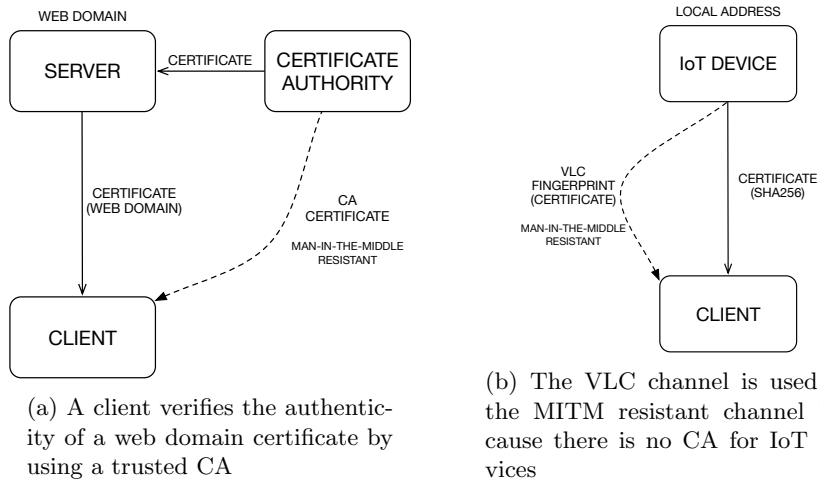 WEB DOMAIN
SERVER
CERTIFICATE
CERTIFICATE
AUTHORITY
CERTIFICATE
(WEB DOMAIN)
CA
CERTIFICATE
MAN-IN-THE-MIDDLE
RESISTANT
CLIENT
(a) A client verifies the authentic-
ity of a web domain certificate by
using a trusted CA
LOCAL ADDRESS
IoT DEVICE
VLC
FINGERPRINT
(CERTIFICATE)
MAN-IN-THE-MIDDLE
RESISTANT
CERTIFICATE
(SHA256)
CLIENT
(b) The VLC channel is used
the MITM resistant channel
cause there is no CA for IoT
vices